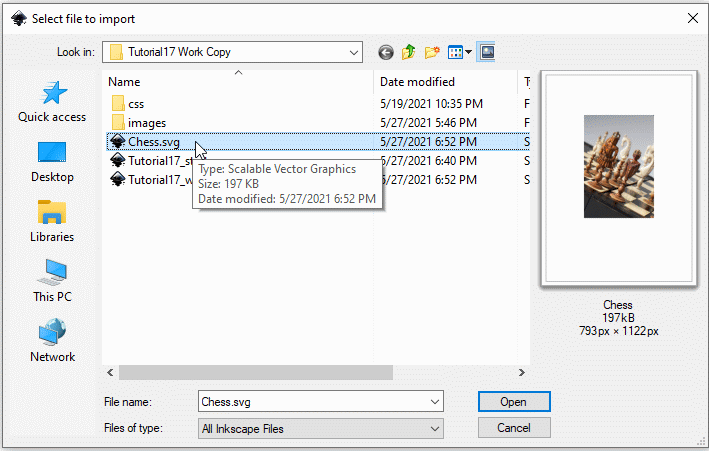 Select file to import
Look in: Tutorial17 Work Copy
Quick access
Desktop
Libraries
This PC
Network
Name Date modified
css 5/19/2021 10:35 PM F
images 5/27/2021 5:46 PM F
Chess.svg 5/27/2021 6:52 PM S
Tutorial17_s 5/27/2021 6:40 PM S
Tutorial17_w 5/27/2021 6:52 PM S
Type: Scalable Vector Graphics
Size: 197 KB
Date modified: 5/27/2021 6:52 PM
Chess
197kB
793px × 1122px
File name: Chess.svg Open
Files of type: All Inkscape Files Cancel